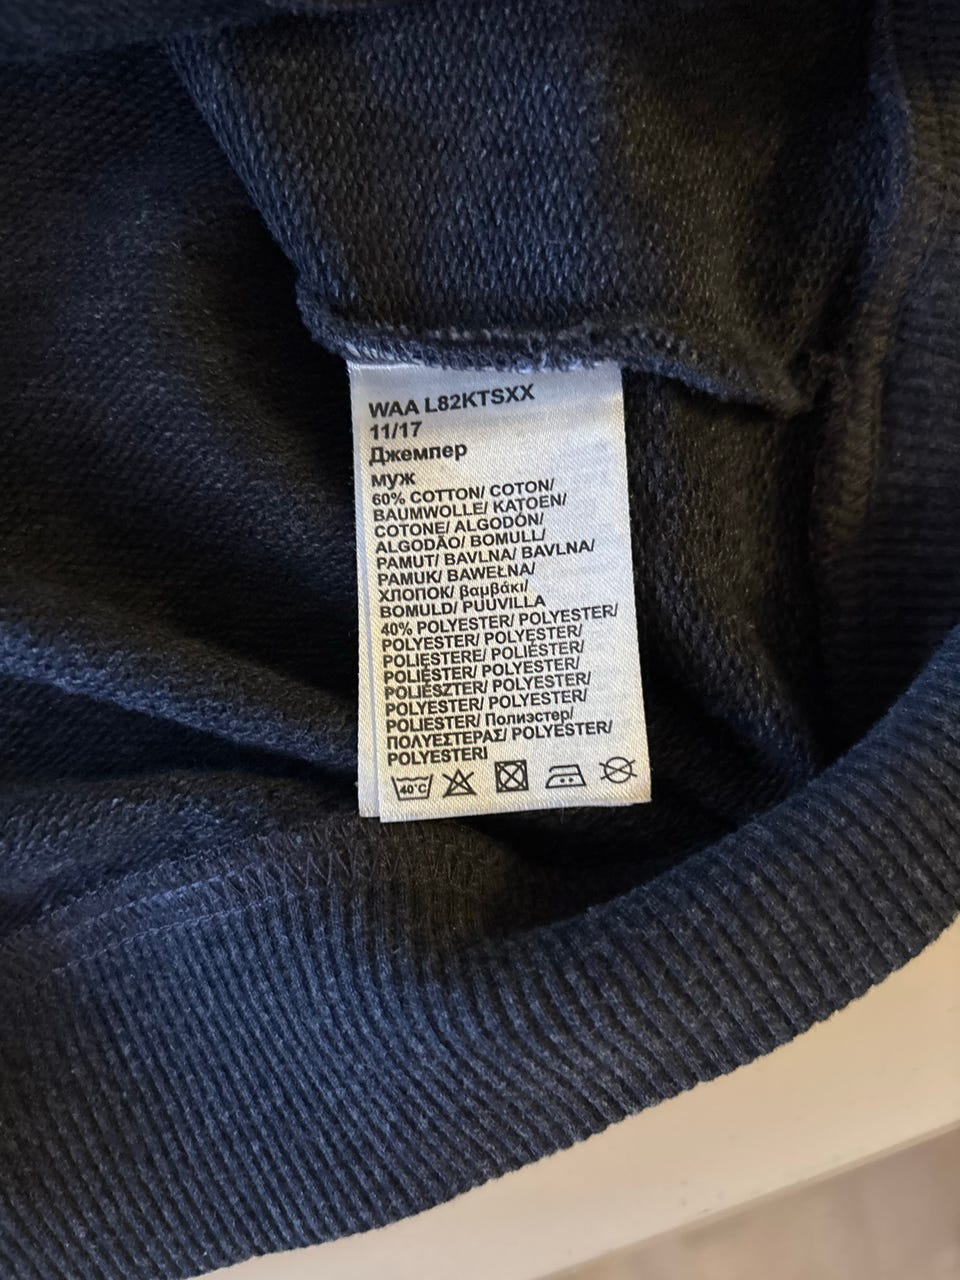 WAA L82KTSXX
11/17
Джемпер
муж
60% COTTON/ COTON/
BAUMWOLLE/ KATOEN/
COTONE/ ALGODÓN/
ALGODÃO/ BOMULL/
PAMUT/ BAVLNA/ BAVLNA/
PAMUK/ BAWEŁNA/
ХЛОПОК/ βαμβάκι/
BOMULD/ PUUVILLA
40% POLYESTER/ POLYESTER/
POLYESTER/ POLYESTER/
POLIESTERE/ POLIÉSTER/
POLIÉSTER/ POLYESTER/
POLIÉSZTER/ POLYESTER/
POLYESTER/ POLYESTER/
POLIESTER/ Полиэстер/
ΠΟΛΥΕΣΤΕΡΑΣ/ POLYESTER/
POLYESTERI
40°C